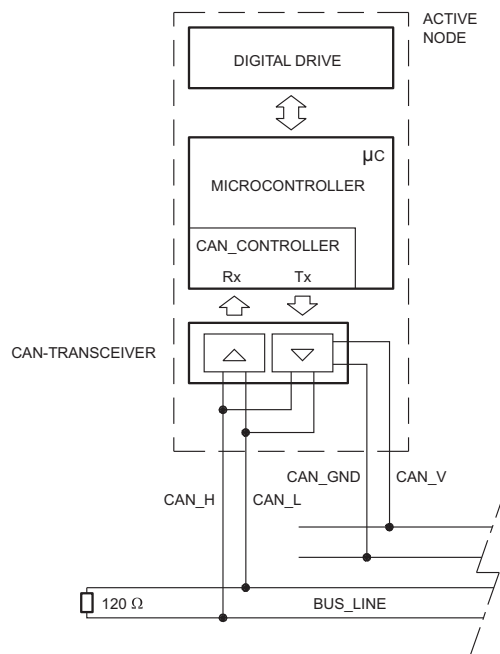 ACTIVE
NODE
DIGITAL DRIVE
µC
MICROCONTROLLER
CAN_CONTROLLER
Rx Tx
CAN-TRANSCEIVER
CAN_GND CAN_V
CAN_H CAN_L
120 Ω BUS_LINE